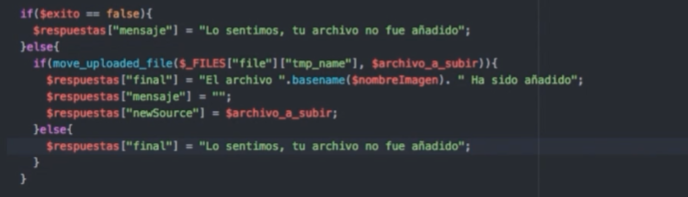 if($exito == false){
$respuestas["mensaje"] = "Lo sentimos, tu archivo no fue añadido";
}else{
if(move_uploaded_file($_FILES["file"]["tmp_name"], $archivo_a_subir)){
$respuestas["final"] = "El archivo ".basename($nombreImagen). " Ha sido añadido";
$respuestas["mensaje"] = "";
$respuestas["newSource"] = $archivo_a_subir;
}else{
$respuestas["final"] = "Lo sentimos, tu archivo no fue añadido";
}
}